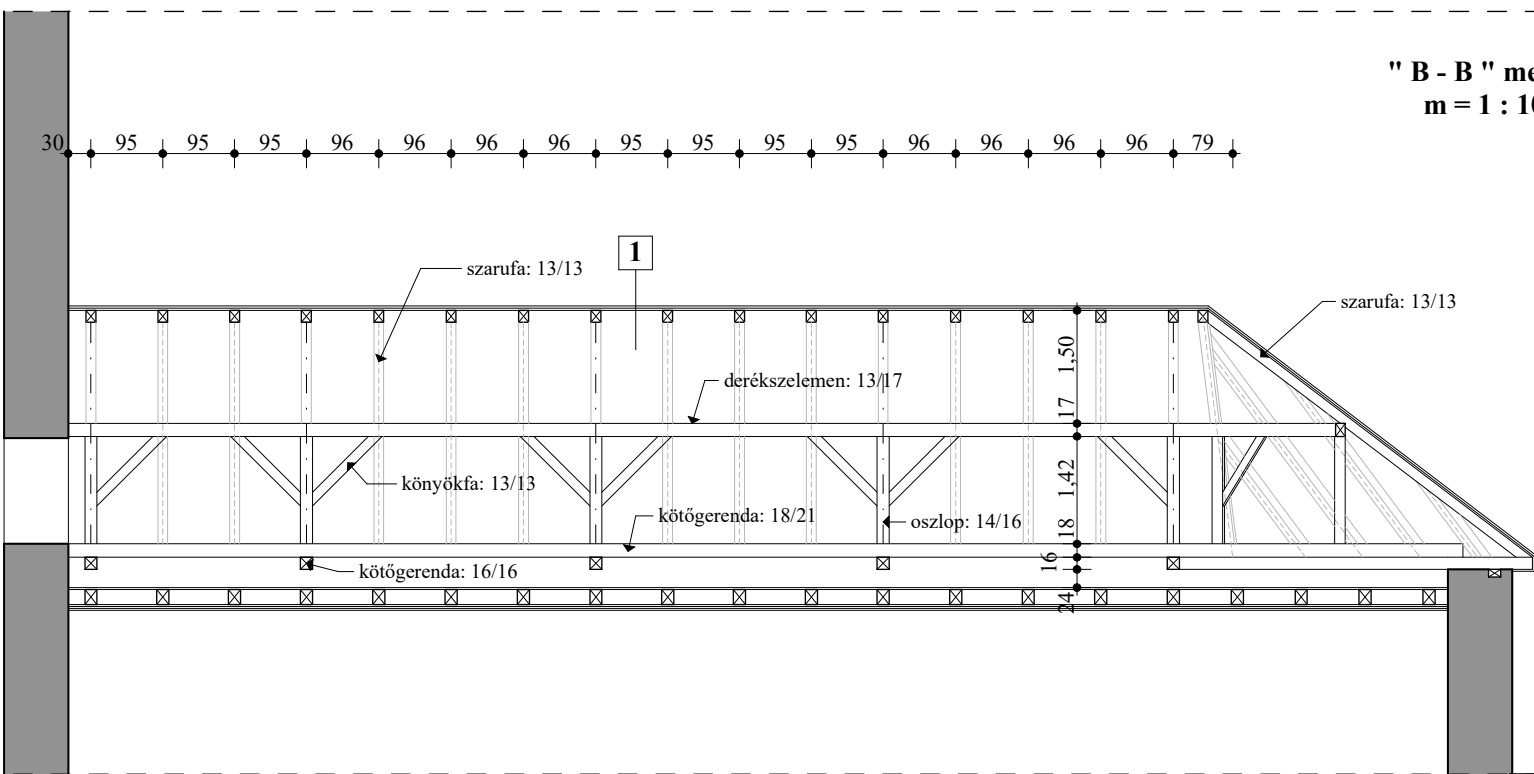 " B - B " me
m = 1 : 10
30 95 95 95 96 96 96 96 95 95 95 95 96 96 96 96 79
1
szarufa: 13/13
szarufa: 13/13
1,50
derékszelemen: 13/17
17
könyökfa: 13/13
1,42
kötőgerenda: 18/21
oszlop: 14/16
18
16
kötőgerenda: 16/16
24